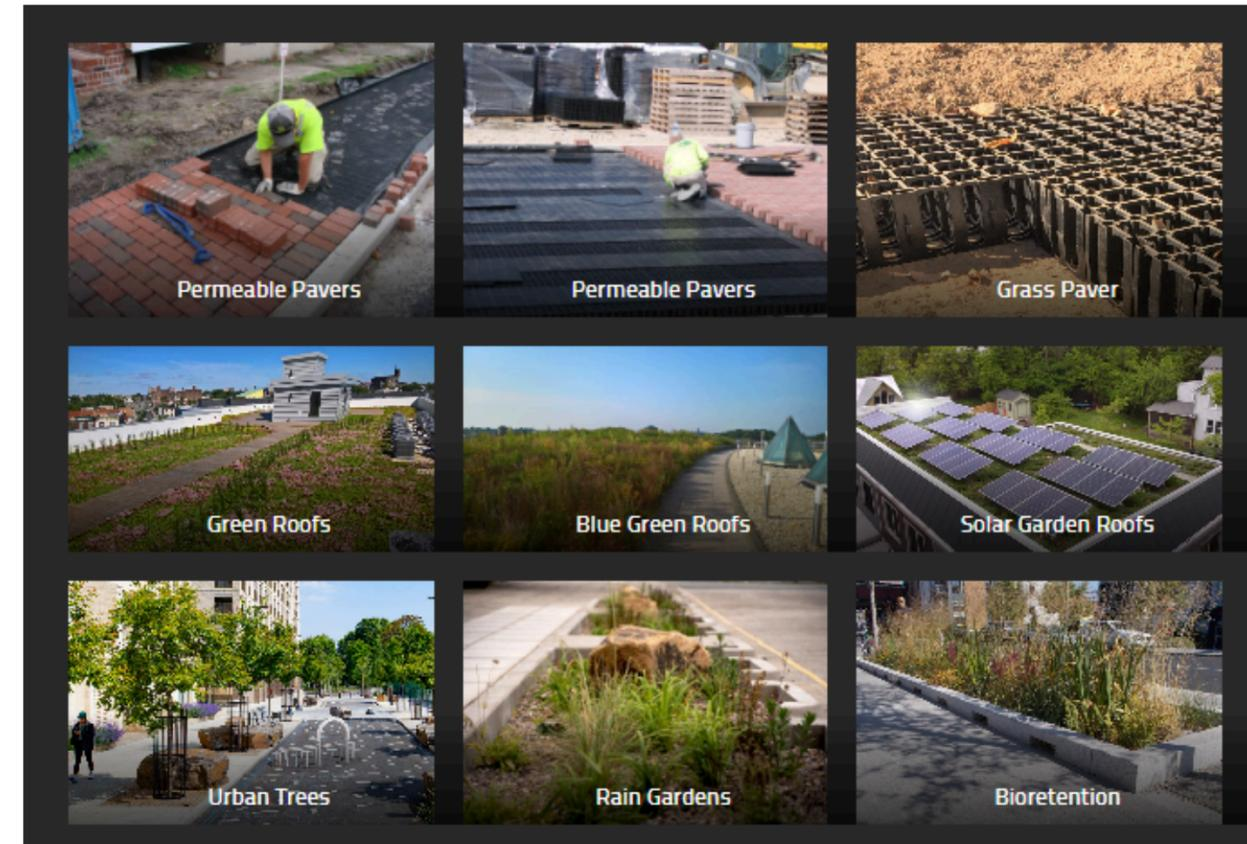 Permeable Pavers
Permeable Pavers
Grass Paver
Green Roofs
Blue Green Roofs
Solar Garden Roofs
Urban Trees
Rain Gardens
Bioretention